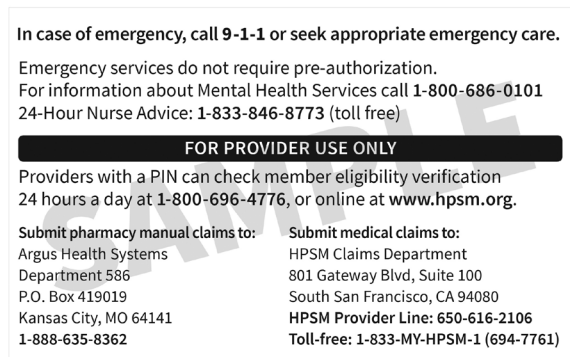 In case of emergency, call 9-1-1 or seek appropriate emergency care.
Emergency services do not require pre-authorization.
For information about Mental Health Services call 1-800-686-0101
24-Hour Nurse Advice: 1-833-846-8773 (toll free)
FOR PROVIDER USE ONLY
Providers with a PIN can check member eligibility verification
24 hours a day at 1-800-696-4776, or online at www.hpsm.org.
Submit pharmacy manual claims to:
Argus Health Systems
Department 586
P.O. Box 419019
Kansas City, MO 64141
1-888-635-8362
Submit medical claims to:
HPSM Claims Department
801 Gateway Blvd, Suite 100
South San Francisco, CA 94080
HPSM Provider Line: 650-616-2106
Toll-free: 1-833-MY-HPSM-1 (694-7761)
SAMPLE